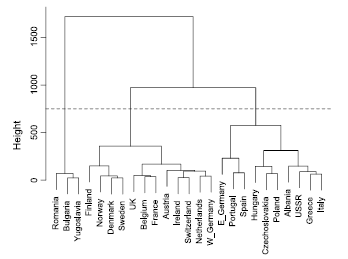 Height
1500
1000
500
0
Romania
Bulgaria
Yugoslavia
Finland
Norway
Denmark
Sweden
UK
Belgium
France
Austria
Ireland
Switzerland
Netherlands
W_Germany
E_Germany
Portugal
Spain
Hungary
Czechoslovakia
Poland
Albania
USSR
Greece
Italy